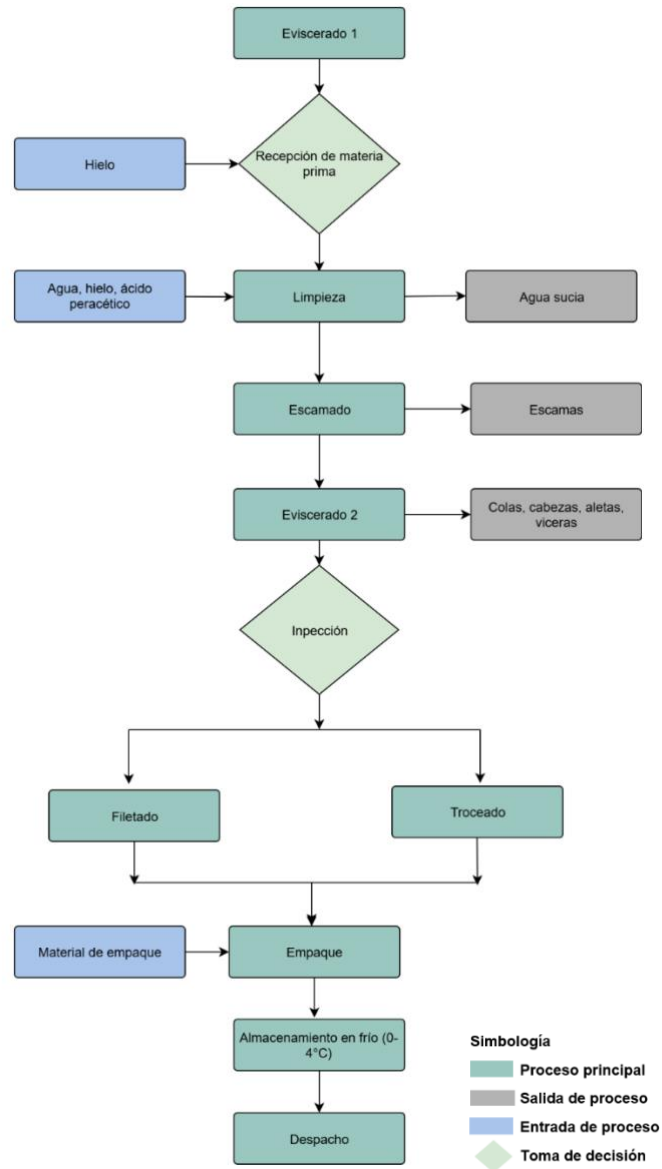 Eviscerado 1
Recepción de materia
prima
Hielo
Agua, hielo, ácido
peracético
Limpieza
Agua sucia
Escamado
Escamas
Eviscerado 2
Colas, cabezas, aletas,
viceras
Inpección
Filetado
Troceado
Material de empaque
Empaque
Almacenamiento en frío (0-
4°C)
Despacho
Simbología
Proceso principal
Salida de proceso
Entrada de proceso
Toma de decisión